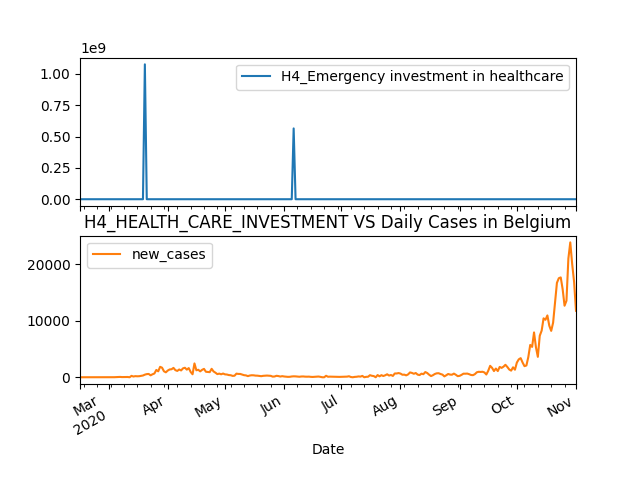 1e9
H4_Emergency investment in healthcare
1.00
0.75
0.50
0.25
0.00
H4_HEALTH_CARE_INVESTMENT VS Daily Cases in Belgium
new_cases
20000
10000
0
Mar
2020
Apr
May
Jun
Jul
Aug
Sep
Oct
Nov
Date